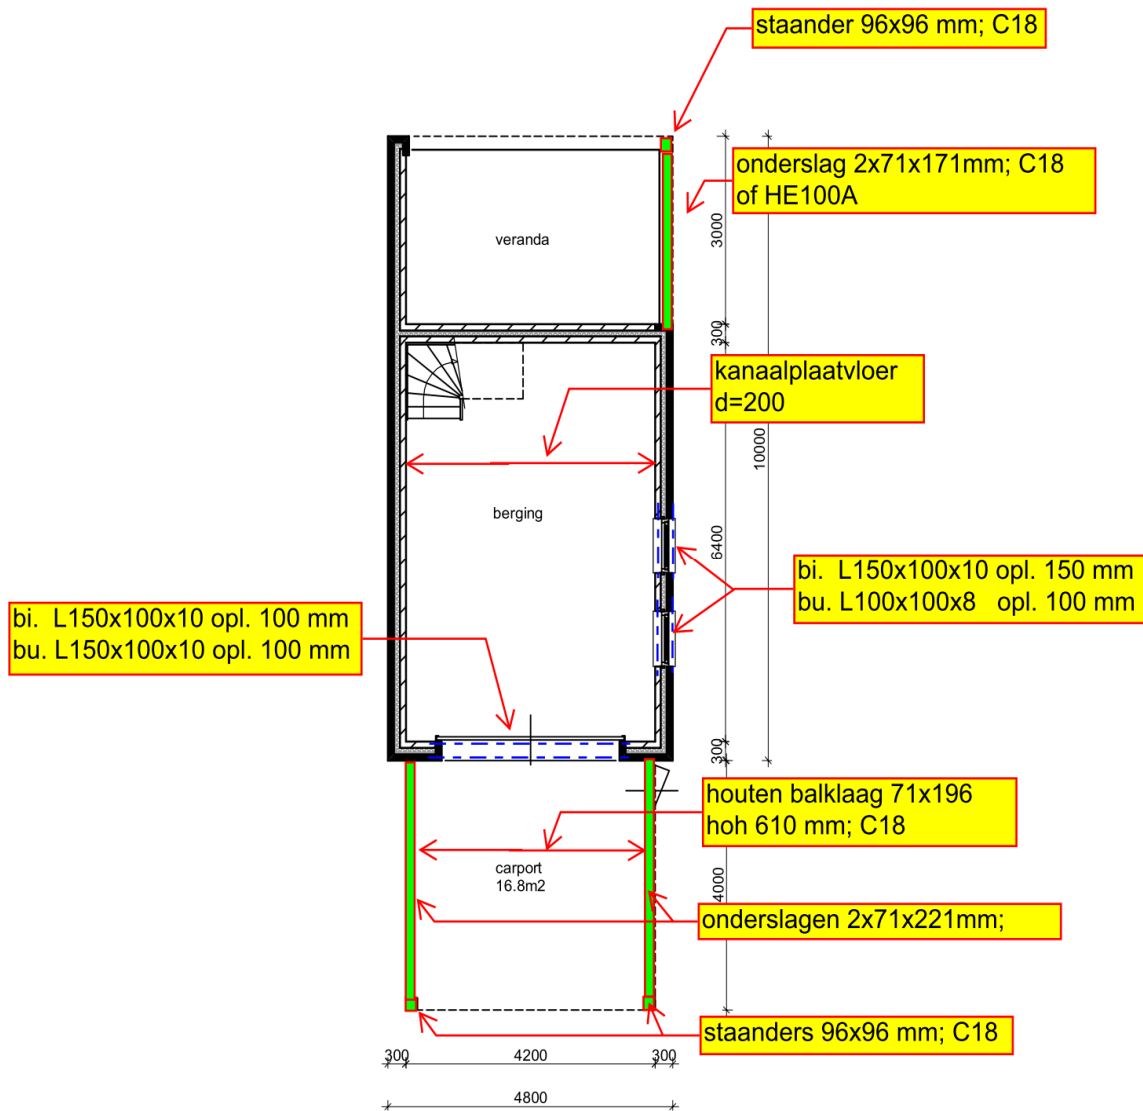 staander 96x96 mm; C18
onderslag 2x71x171mm; C18
of HE100A
3000
veranda
300
kanaalplaatvloer
d=200
10000
berging
6400
bi.  L150x100x10 opl. 150 mm
bu. L100x100x8   opl. 100 mm
bi.  L150x100x10 opl. 100 mm
bu. L150x100x10 opl. 100 mm
300
houten balklaag 71x196
hoh 610 mm; C18
carport
16.8m2
4000
onderslagen 2x71x221mm;
staanders 96x96 mm; C18
300
4200
300
4800